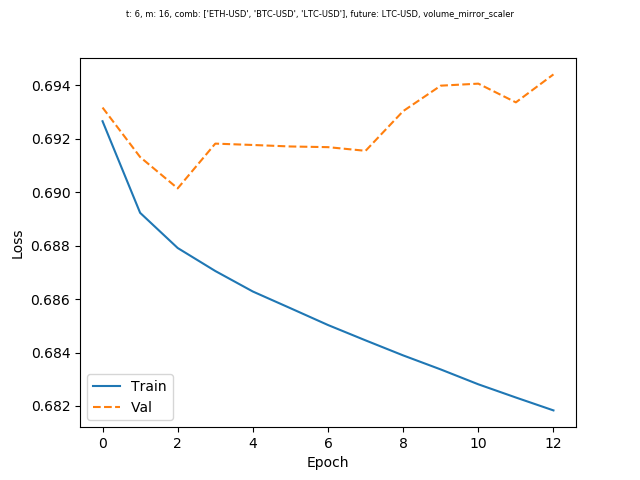 t: 6, m: 16, comb: ['ETH-USD', 'BTC-USD', 'LTC-USD'], future: LTC-USD, volume_mirror_scaler
0.694
0.692
0.690
0.688
0.686
0.684
0.682
Loss
Train
Val
0 2 4 6 8 10 12
Epoch